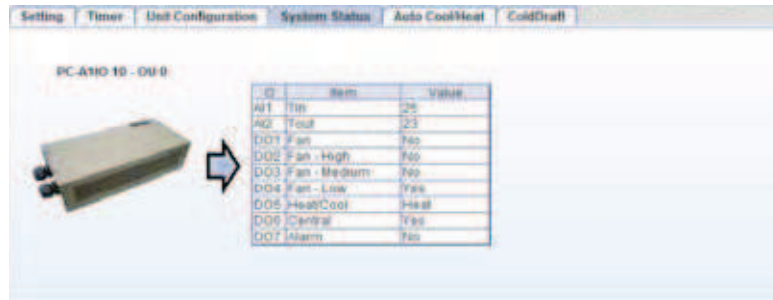 Setting Timer Unit Configuration System Status Auto Cool/Heat ColdDraft
PC-A1IO 10 - OU 0
ID Item Value
AI1 Tin
AI2 Tout 23
DO1 Fan No
DO2 Fan - High No
DO3 Fan - Medium No
DO4 Fan - Low Yes
DO5 Heat/Cool Heat
DO6 Central Yes
DO7 Alarm No